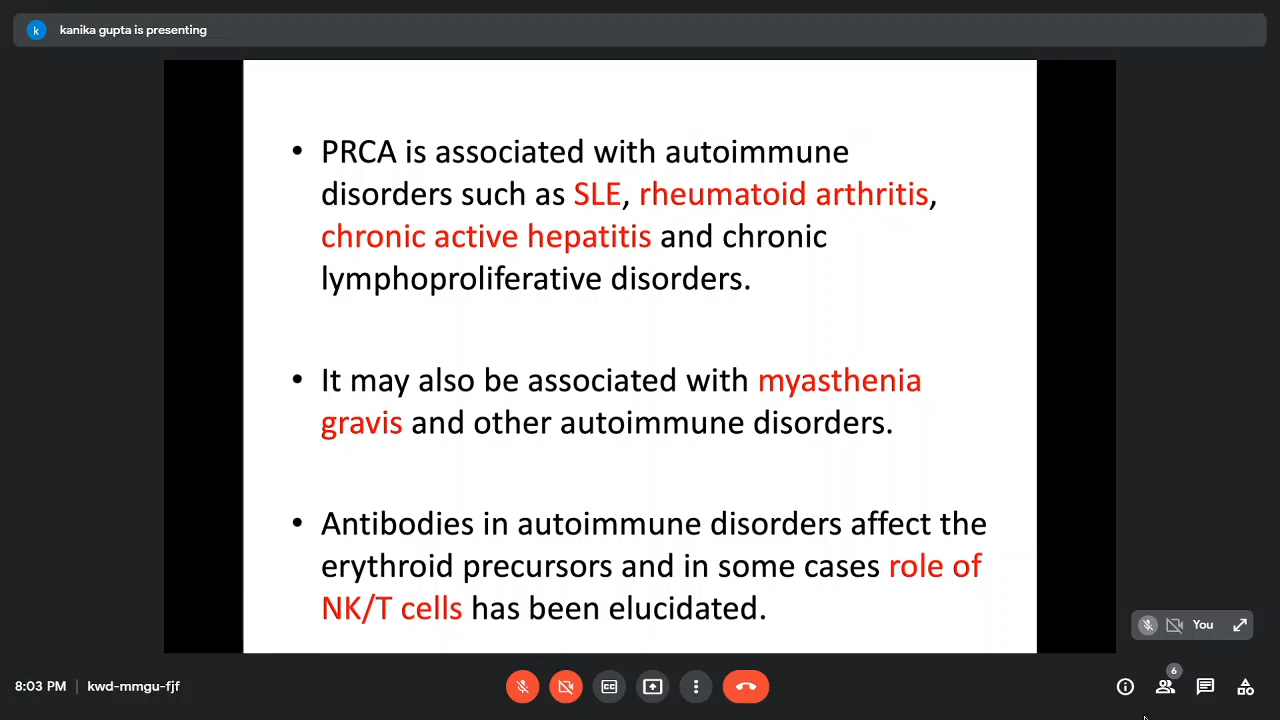 k kanika gupta is presenting
• PRCA is associated with autoimmune
disorders such as SLE, rheumatoid arthritis,
chronic active hepatitis and chronic
lymphoproliferative disorders.
• It may also be associated with myasthenia
gravis and other autoimmune disorders.
• Antibodies in autoimmune disorders affect the
erythroid precursors and in some cases role of
NK/T cells has been elucidated.
You
8:03 PM | kwd-mmgu-fjf
CC
6